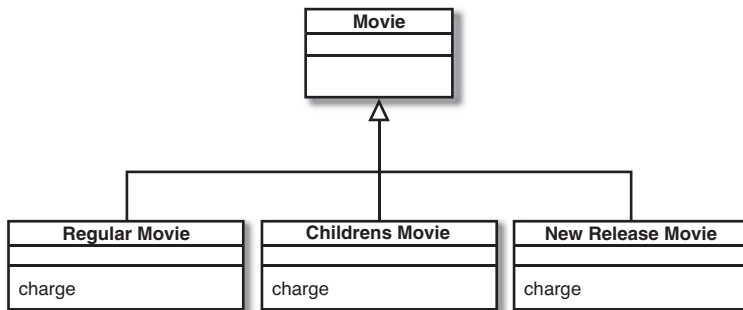 Movie
Regular Movie
charge
Childrens Movie
charge
New Release Movie
charge